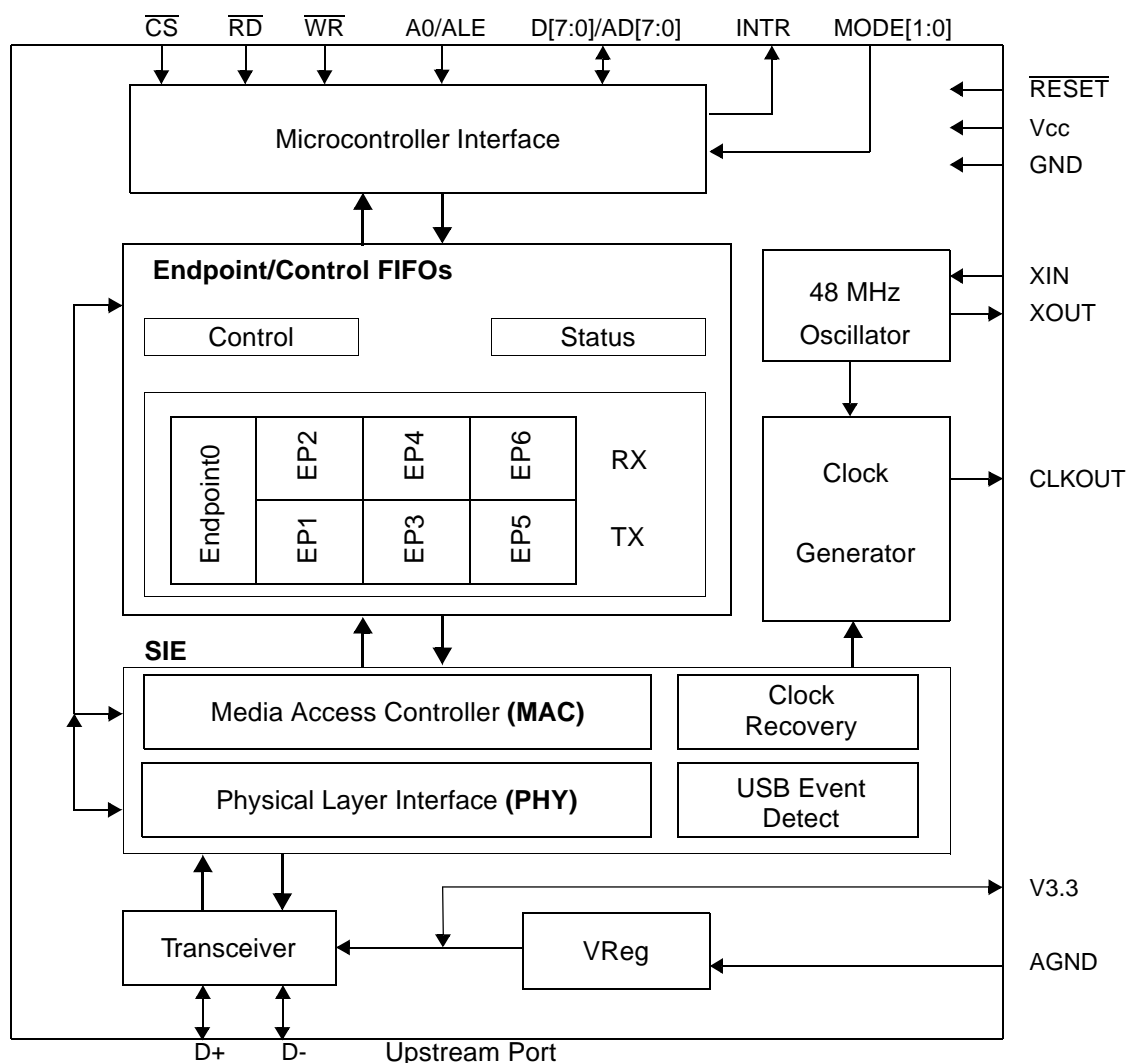 CS RD WR A0/ALE D[7:0]/AD[7:0] INTR MODE[1:0]
RESET
Microcontroller Interface
Vcc
GND
Endpoint/Control FIFOs
XIN
48 MHz
Oscillator
XOUT
Control Status
Endpoint0
EP2 EP4 EP6 RX
EP1 EP3 EP5 TX
Clock
Generator
CLKOUT
SIE
Media Access Controller (MAC)
Clock
Recovery
Physical Layer Interface (PHY)
USB Event
Detect
V3.3
Transceiver
VReg
AGND
D+ D- Upstream Port